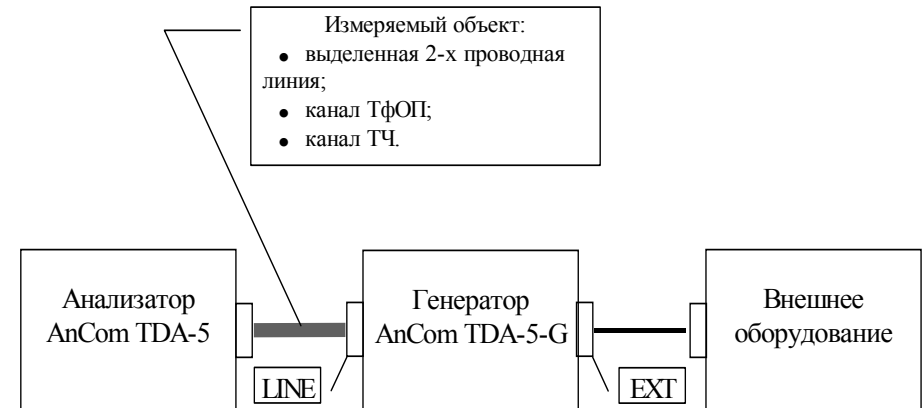 Измеряемый объект:
● выделенная 2-х проводная
линия;
● канал ТфОП;
● канал ТЧ.
Анализатор
AnCom TDA-5
Генератор
AnCom TDA-5-G
Внешнее
оборудование
LINE
EXT